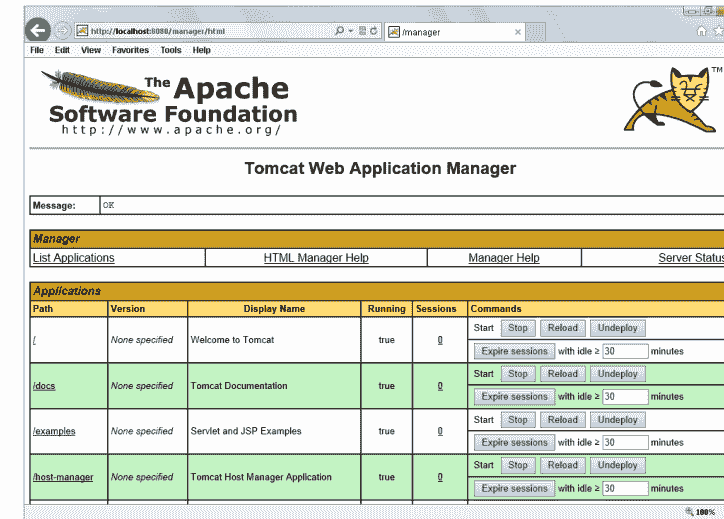 http://localhost:8080/manager/html
/manager
File Edit View Favorites Tools Help
The Apache
Software Foundation
http://www.apache.org/
TM
Tomcat Web Application Manager
Message: OK
Manager
List Applications HTML Manager Help Manager Help Server Status
Applications
Path Version Display Name Running Sessions Commands
/ None specified Welcome to Tomcat true 0 Start Stop Reload Undeploy
Expire sessions with idle ≥ 30 minutes
/docs None specified Tomcat Documentation true 0 Start Stop Reload Undeploy
Expire sessions with idle ≥ 30 minutes
/examples None specified Servlet and JSP Examples true 0 Start Stop Reload Undeploy
Expire sessions with idle ≥ 30 minutes
/host-manager None specified Tomcat Host Manager Application true 0 Start Stop Reload Undeploy
Expire sessions with idle ≥ 30 minutes
100%